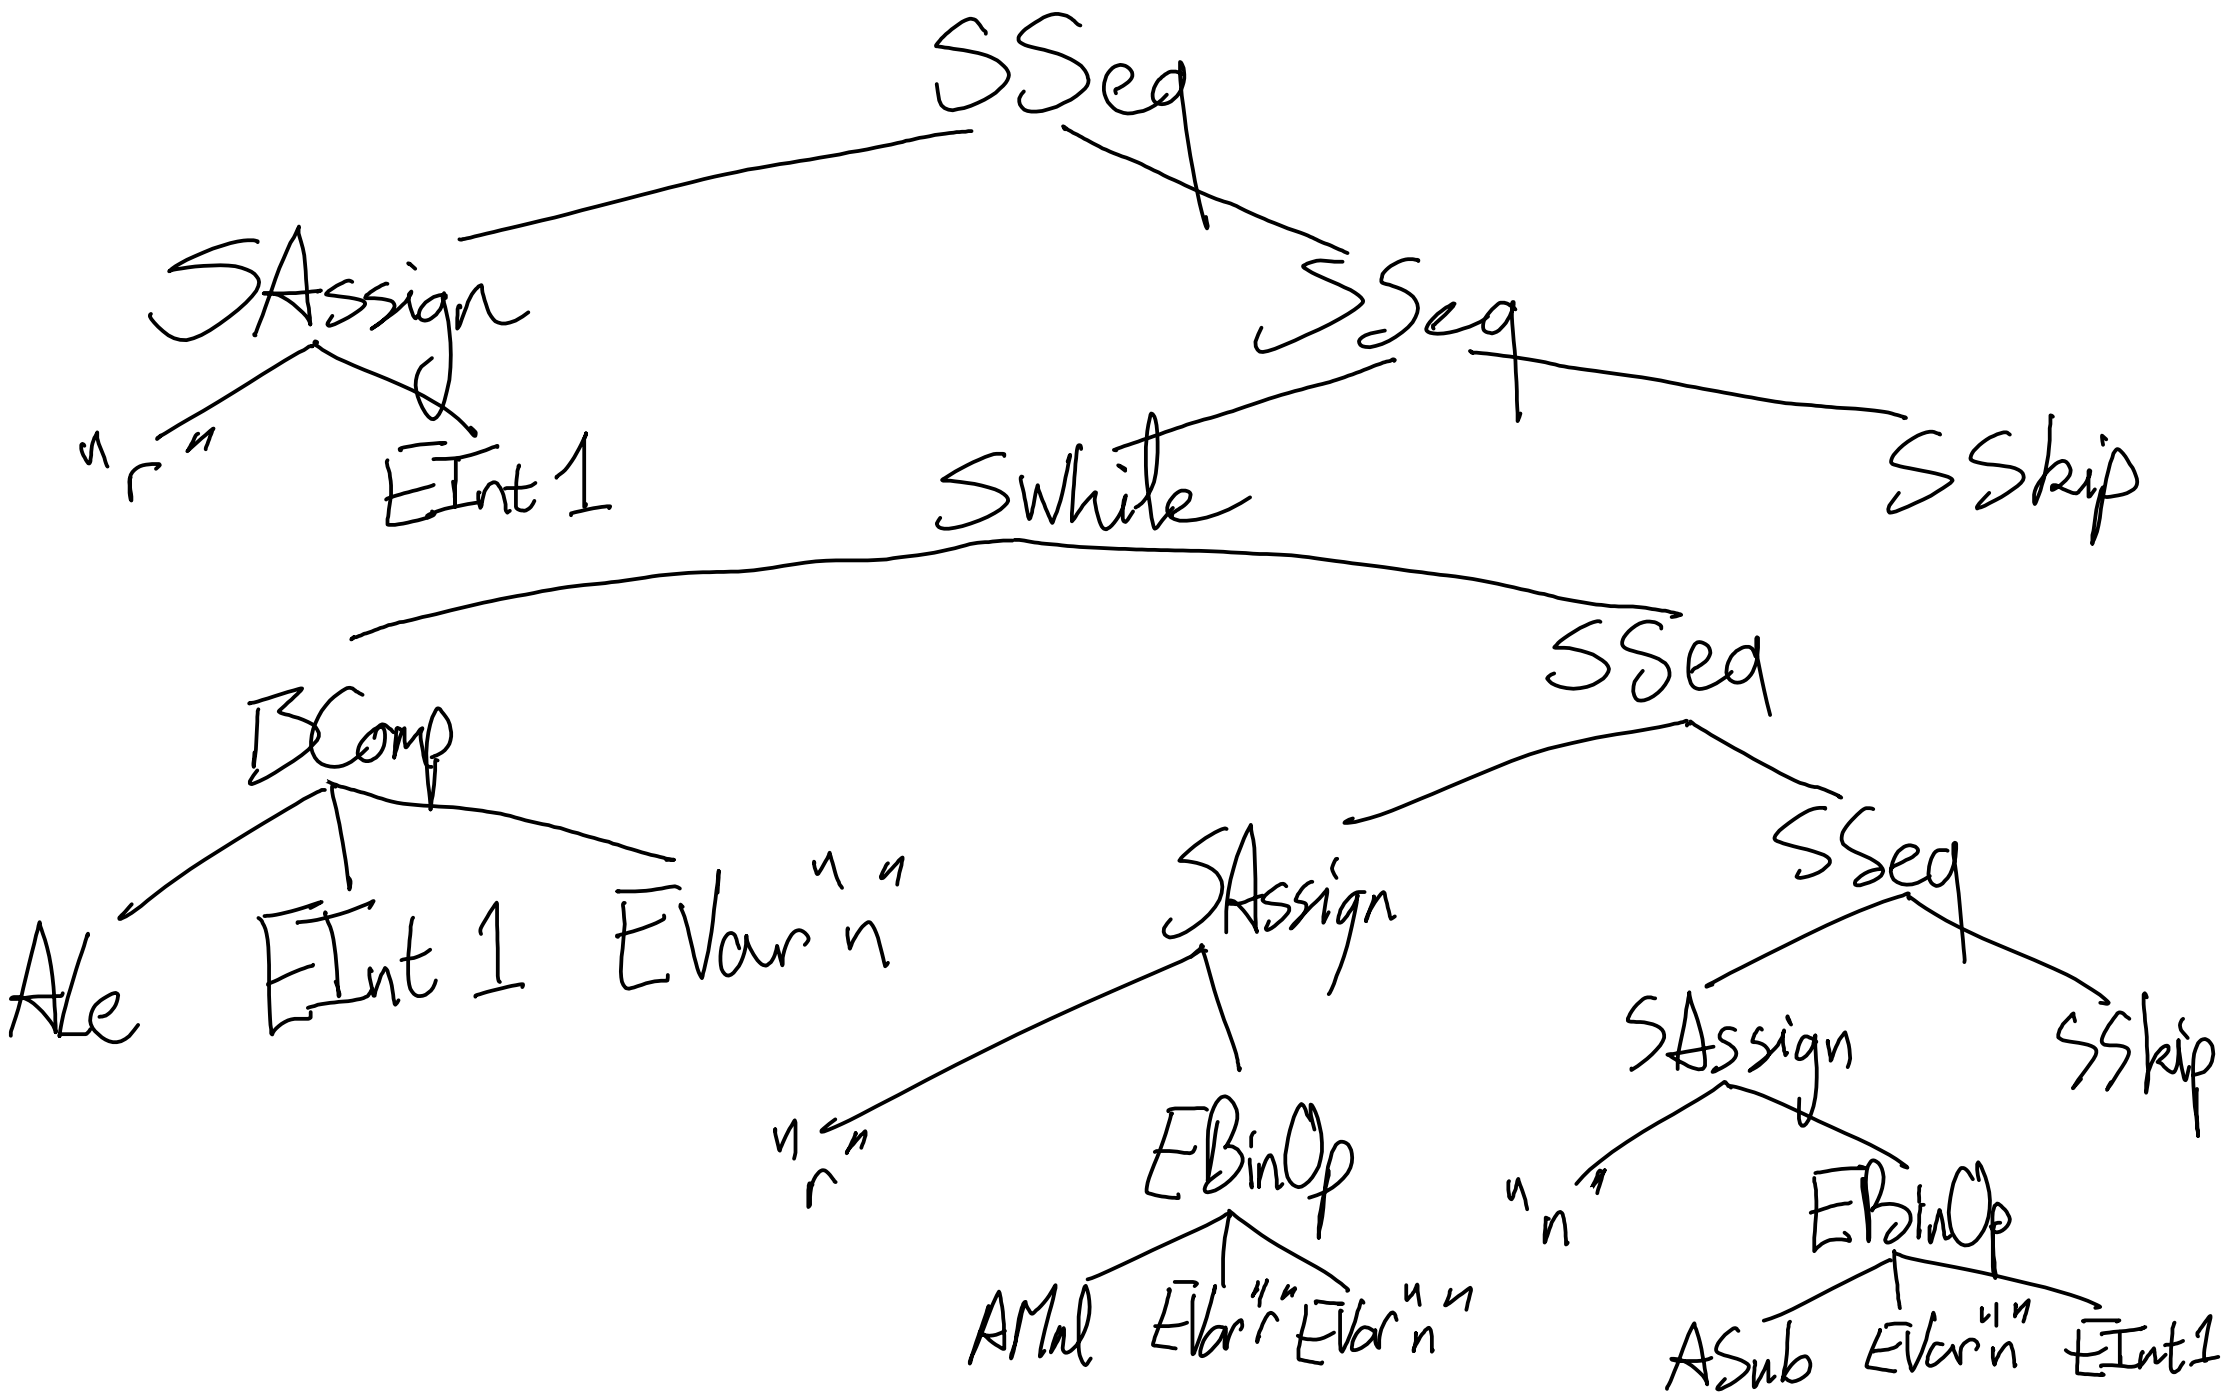 SSeq
SAssign SSeq
"r" EInt 1 SWhile SSkip
BComp SSeq
ALe EInt 1 EVar "n" SAssign SSeq
"r" EBinOp SAssign SSkip
AMul EVar "r" EVar "n" "n" EBinOp
ASub EVar "n" EInt 1